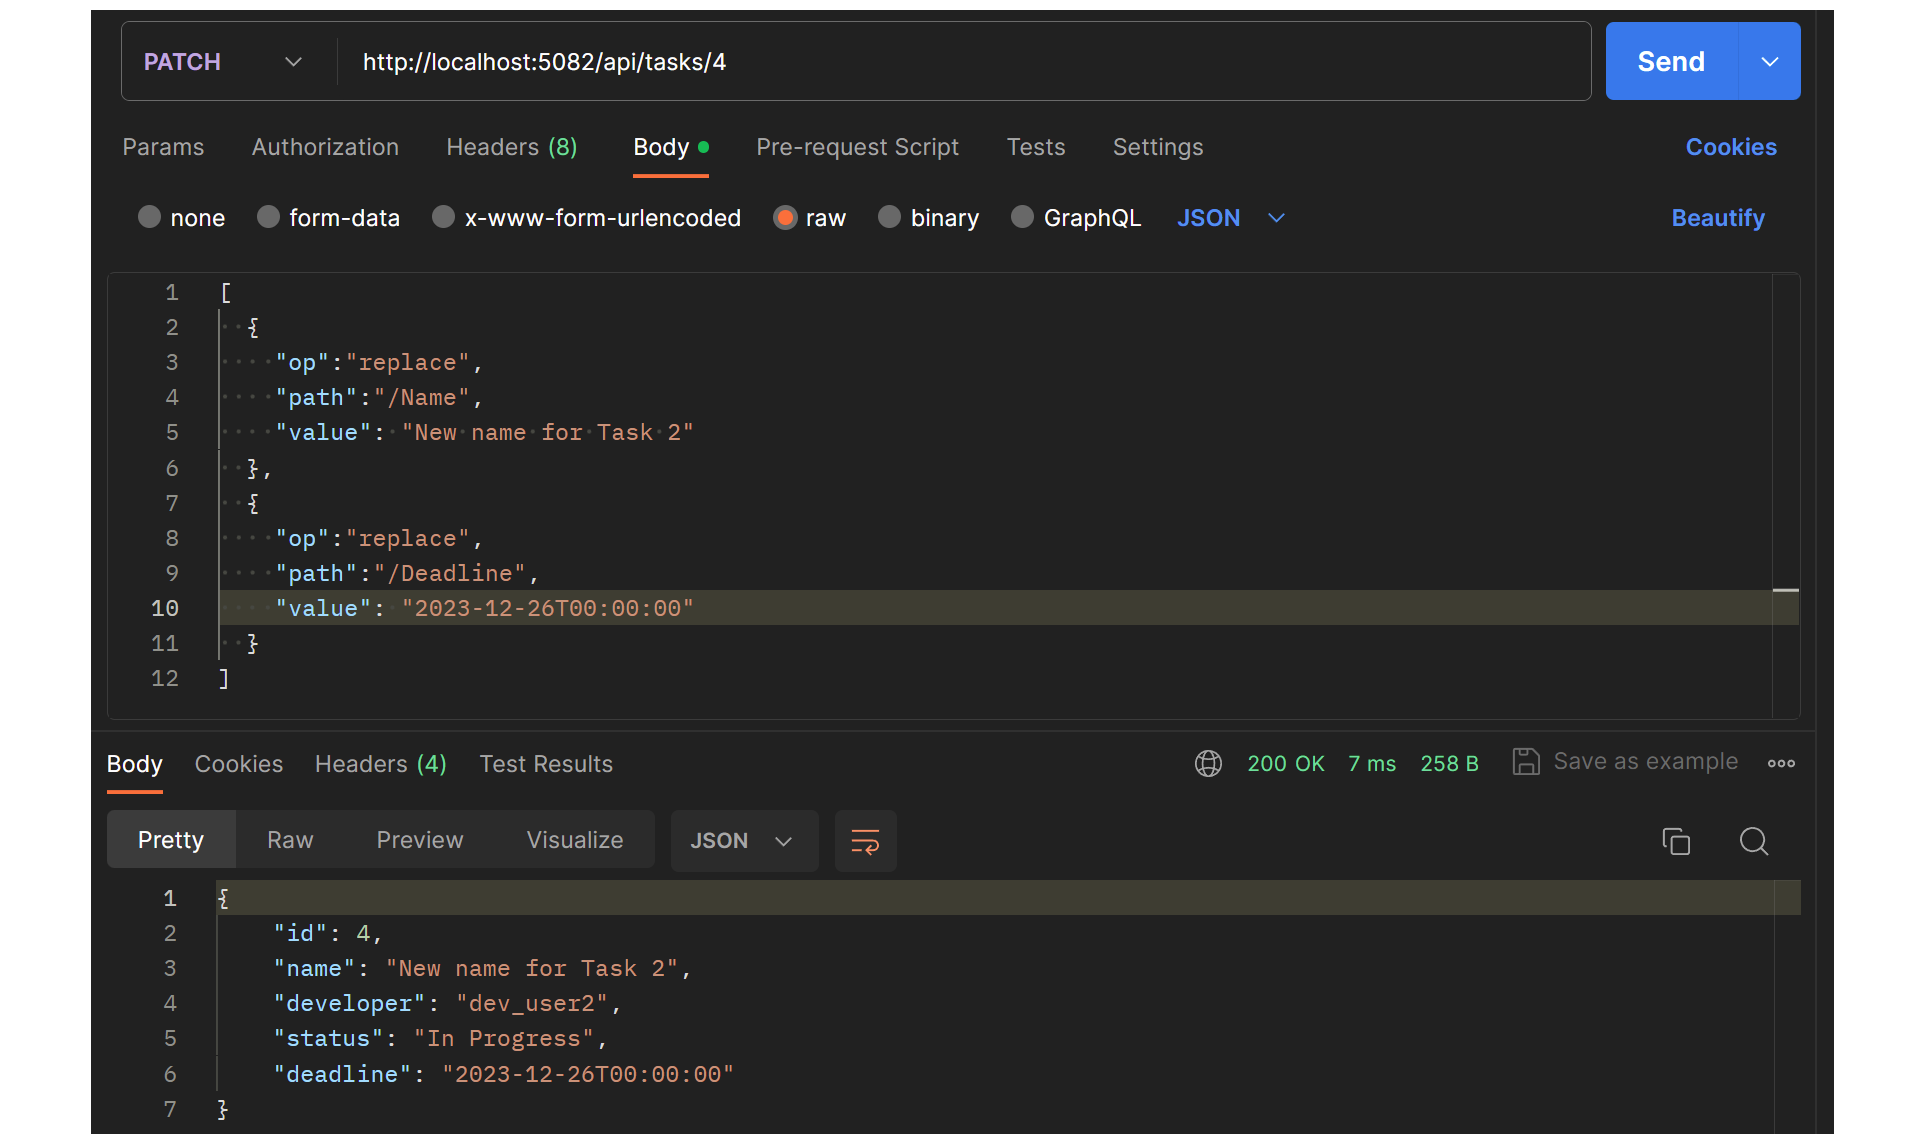 PATCH http://localhost:5082/api/tasks/4 Send
Params Authorization Headers (8) Body Pre-request Script Tests Settings Cookies
none form-data x-www-form-urlencoded raw binary GraphQL JSON Beautify
1 [
2 {
3 "op":"replace",
4 "path":"/Name",
5 "value": "New name for Task 2"
6 },
7 {
8 "op":"replace",
9 "path":"/Deadline",
10 "value": "2023-12-26T00:00:00"
11 }
12 ]
Body Cookies Headers (4) Test Results 200 OK 7 ms 258 B Save as example
Pretty Raw Preview Visualize JSON
1 {
2 "id": 4,
3 "name": "New name for Task 2",
4 "developer": "dev_user2",
5 "status": "In Progress",
6 "deadline": "2023-12-26T00:00:00"
7 }